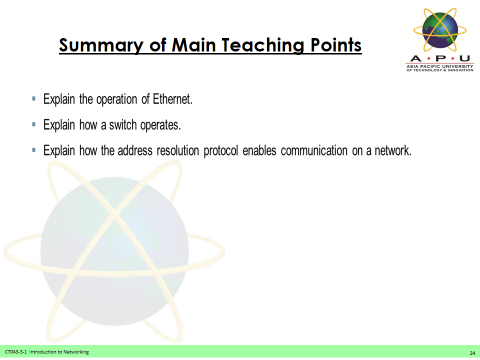 Summary of Main Teaching Points
A • P • U
ASIA PACIFIC UNIVERSITY
OF TECHNOLOGY & INNOVATION
▪ Explain the operation of Ethernet.
▪ Explain how a switch operates.
▪ Explain how the address resolution protocol enables communication on a network.
CT043-3-1 Introduction to Networking
24